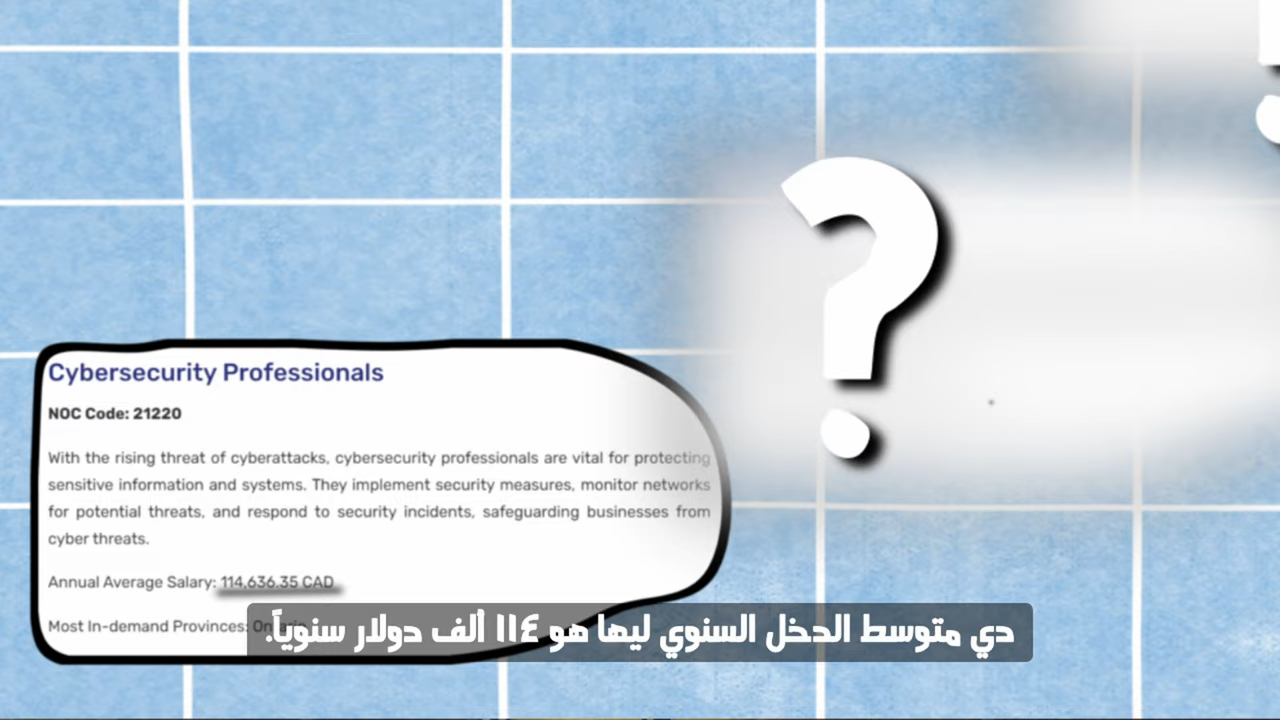 ?
Cybersecurity Professionals
NOC Code: 21220
With the rising threat of cyberattacks, cybersecurity professionals are vital for protecting
sensitive information and systems. They implement security measures, monitor networks
for potential threats, and respond to security incidents, safeguarding businesses from
cyber threats.
Annual Average Salary: 114,636.35 CAD
Most In-demand Provinces:
دي متوسط الدخل السنوي ليها هو ١١٤ ألف دولار سنوياً.